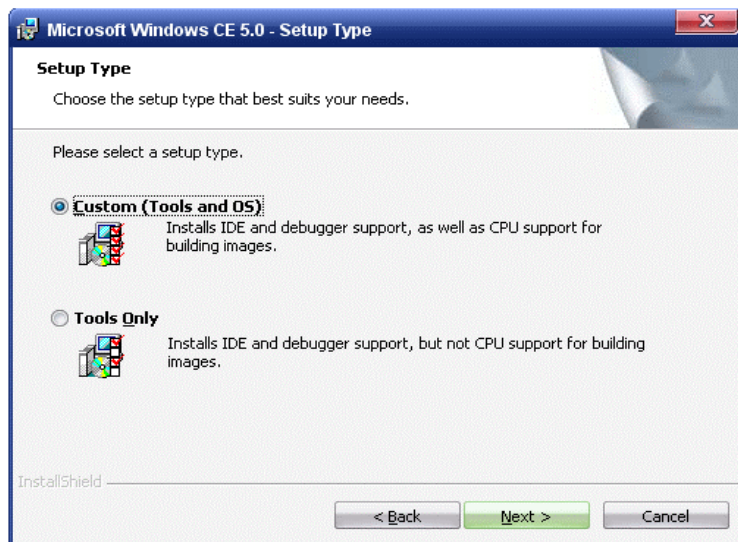 Microsoft Windows CE 5.0 - Setup Type
Setup Type
Choose the setup type that best suits your needs.
Please select a setup type.
Custom (Tools and OS)
Installs IDE and debugger support, as well as CPU support for
building images.
Tools Only
Installs IDE and debugger support, but not CPU support for building
images.
InstallShield
< Back Next > Cancel